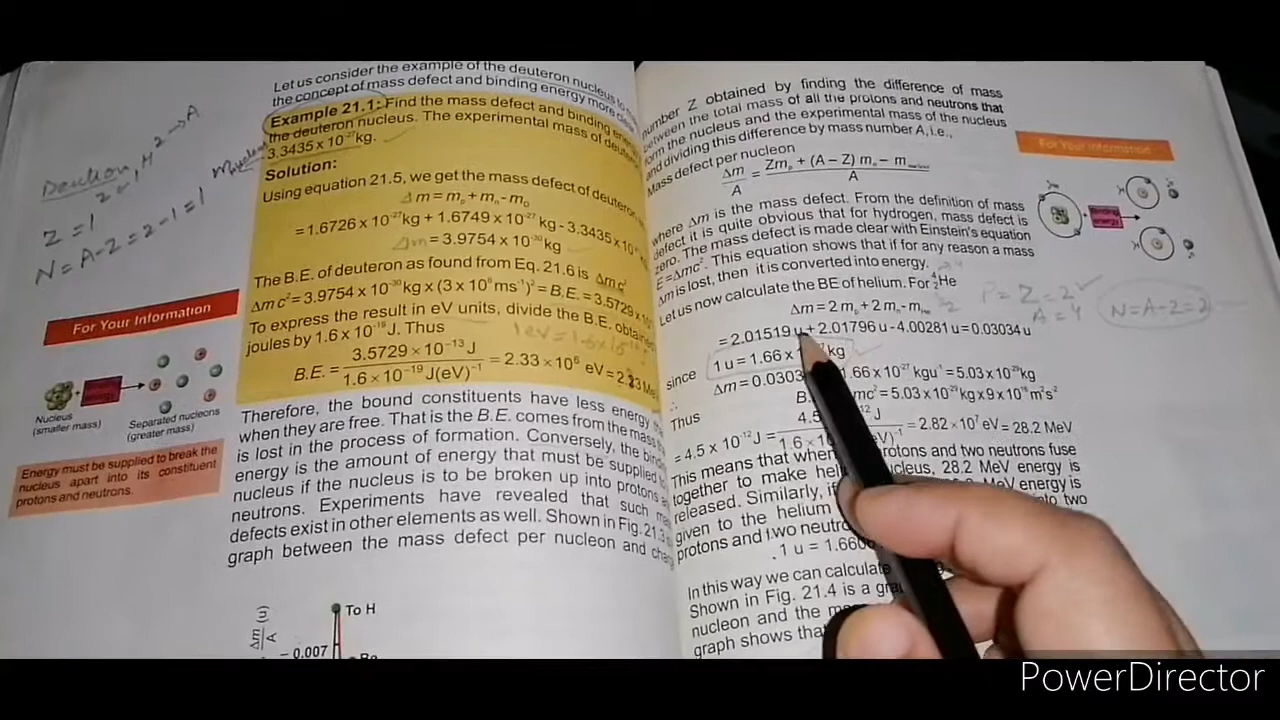 Let us consider the example of the deuteron nucleus to
the concept of mass defect and binding energy more
Example 21.1: Find the mass defect and binding energy
the deuteron nucleus. The experimental mass of
3.3435 x 10⁻²⁷kg.
Solution:
Using equation 21.5, we get the mass defect of
Δm = mp + mn - mD
= 1.6726 x 10⁻²⁷kg + 1.6749 x 10⁻²⁷ kg - 3.3435 x
Δm = 3.9754 x 10⁻³⁰kg
The B.E. of deuteron as found from Eq. 21.6 is Δmc²
Δmc² = 3.9754 x 10⁻³⁰kg x (3 x 10⁸ ms⁻¹)² = B.E. = 3.5729 x
To express the result in eV units, divide the B.E. obtained
joules by 1.6 x 10⁻¹⁹J. Thus
1eV = 1.6x10
B.E. = 3.5729 × 10⁻¹³J / 1.6 × 10⁻¹⁹ J(eV)⁻¹ = 2.33 × 10⁶ eV
Therefore, the bound constituents have less energy
when they are free. That is the B.E. comes from the mass
is lost in the process of formation. Conversely, the
energy is the amount of energy that must be supplied
nucleus if the nucleus is to be broken up into protons
neutrons. Experiments have revealed that such
defects exist in other elements as well. Shown in Fig. 21.3
graph between the mass defect per nucleon and
Δm/A (u)
To H
- 0.007
Z = 1
N = A-Z = 2-1 = 1
For Your Information
Nucleus
(smaller mass)
Separated nucleons
(greater mass)
Energy must be supplied to break the
nucleus apart into its constituent
protons and neutrons.
number Z obtained by finding the difference of mass
between the total mass of all the protons and neutrons that
form the nucleus and the experimental mass of the nucleus
and dividing this difference by mass number A, i.e.,
Mass defect per nucleon
Δm/A = Zmp + (A – Z) mn – mnucleus / A
where Δm is the mass defect. From the definition of mass
defect it is quite obvious that for hydrogen, mass defect is
zero. The mass defect is made clear with Einstein's equation
E=Δmc². This equation shows that if for any reason a mass
Δm is lost, then it is converted into energy.
Let us now calculate the BE of helium. For ⁴₂He
Δm = 2 mp + 2 mn - mHe
= 2.01519 u + 2.01796 u -4.00281 u = 0.03034 u
since 1 u = 1.66 x kg
∴ Δm = 0.0303 1.66 x 10⁻²⁷ kgu⁻¹ = 5.03 x 10⁻²⁹kg
Thus mc² = 5.03 x 10⁻²⁹ kg x 9 x 10¹⁶ m²s⁻²
= 4.5 x 10⁻¹²J = = 2.82 × 10⁷ eV = 28.2 MeV
This means that when protons and two neutrons fuse
together to make nucleus, 28.2 MeV energy is
released. Similarly, if MeV energy is
given to the helium into two
protons and two
1 u =
In this way we can calculate
Shown in Fig. 21.4 is a
nucleon and the
graph shows that
For Your Information
Binding
energy
P = Z = 2
A = 4
N = A-Z = 2
PowerDirector